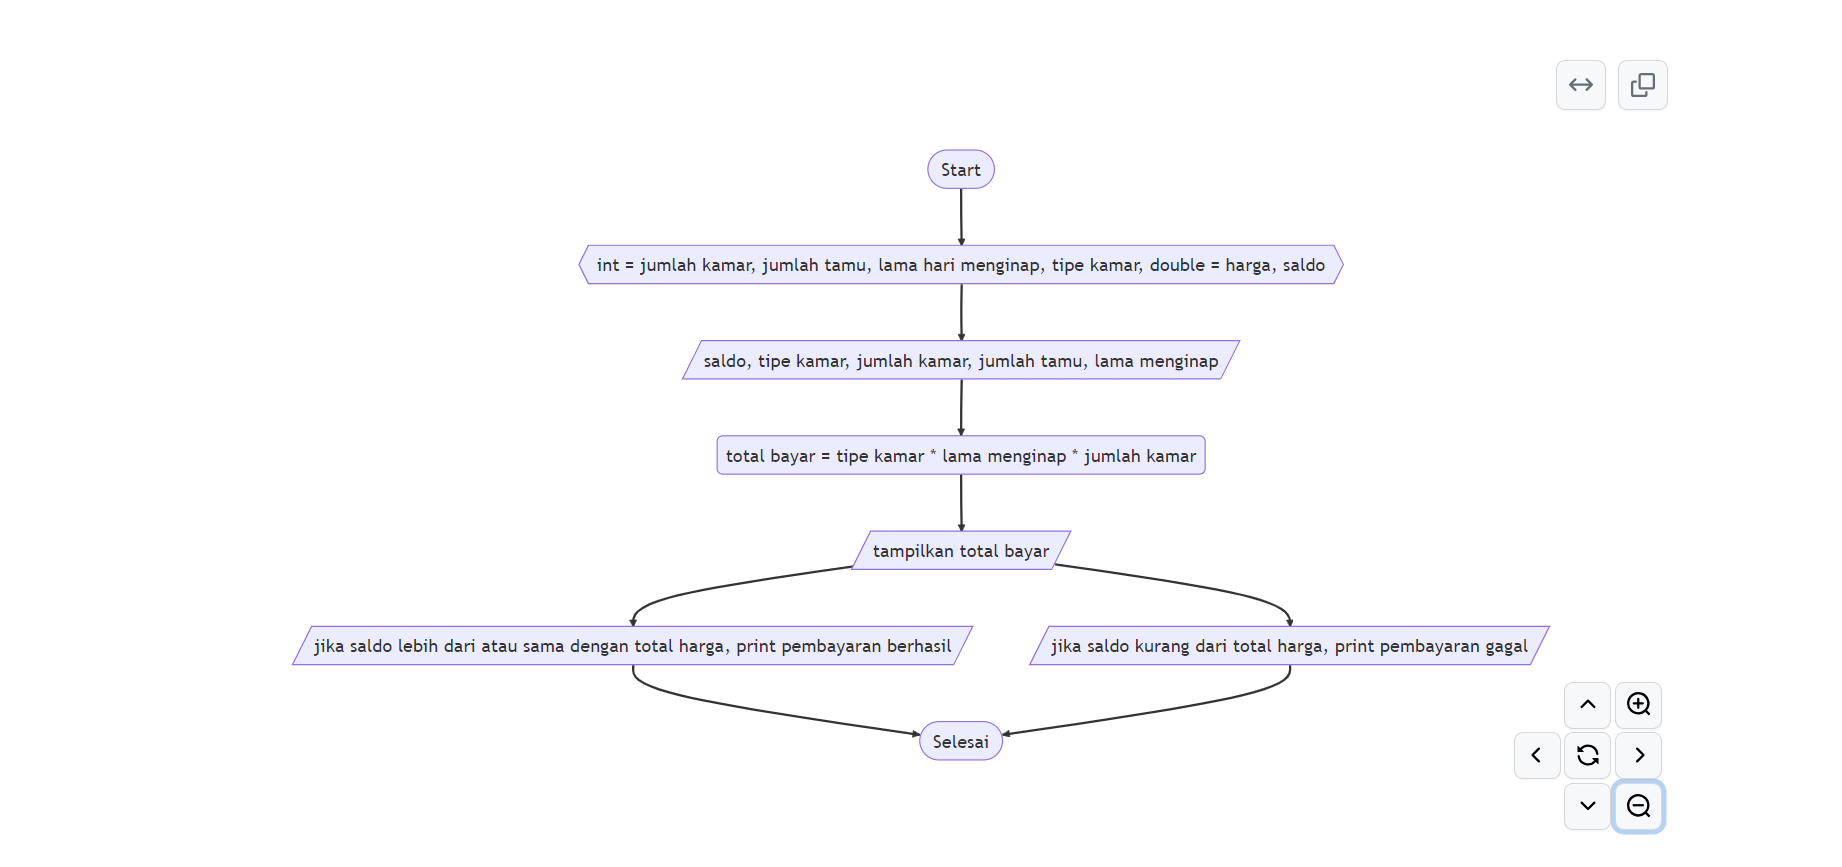 Start
int = jumlah kamar, jumlah tamu, lama hari menginap, tipe kamar, double = harga, saldo
saldo, tipe kamar, jumlah kamar, jumlah tamu, lama menginap
total bayar = tipe kamar * lama menginap * jumlah kamar
tampilkan total bayar
jika saldo lebih dari atau sama dengan total harga, print pembayaran berhasil
jika saldo kurang dari total harga, print pembayaran gagal
Selesai